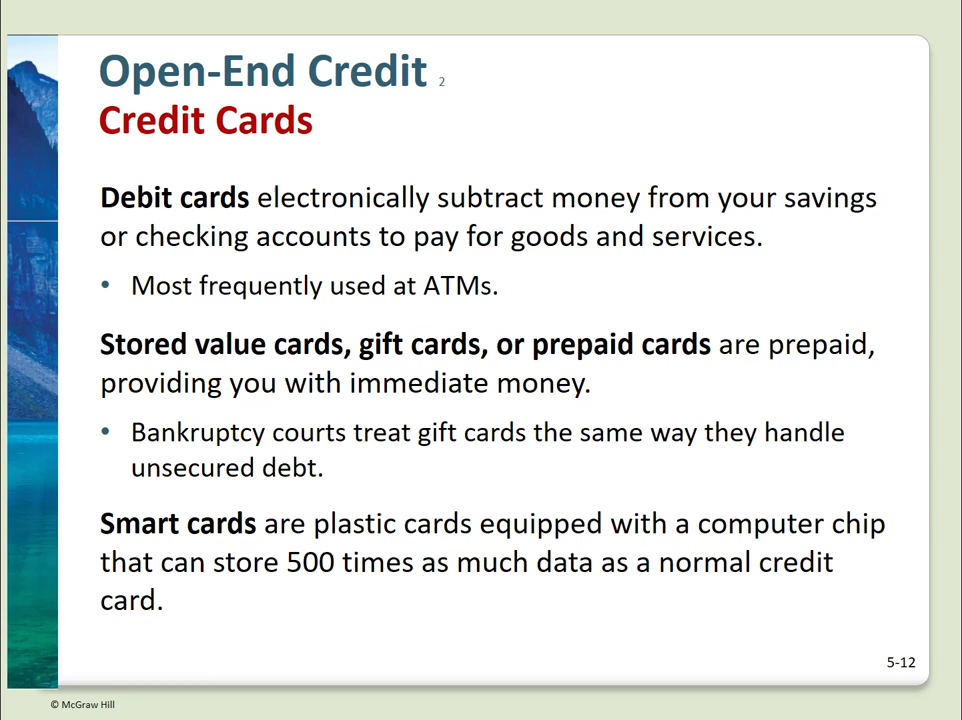 Open-End Credit 2
Credit Cards
Debit cards electronically subtract money from your savings
or checking accounts to pay for goods and services.
• Most frequently used at ATMs.
Stored value cards, gift cards, or prepaid cards are prepaid,
providing you with immediate money.
• Bankruptcy courts treat gift cards the same way they handle
unsecured debt.
Smart cards are plastic cards equipped with a computer chip
that can store 500 times as much data as a normal credit
card.
5-12
© McGraw Hill